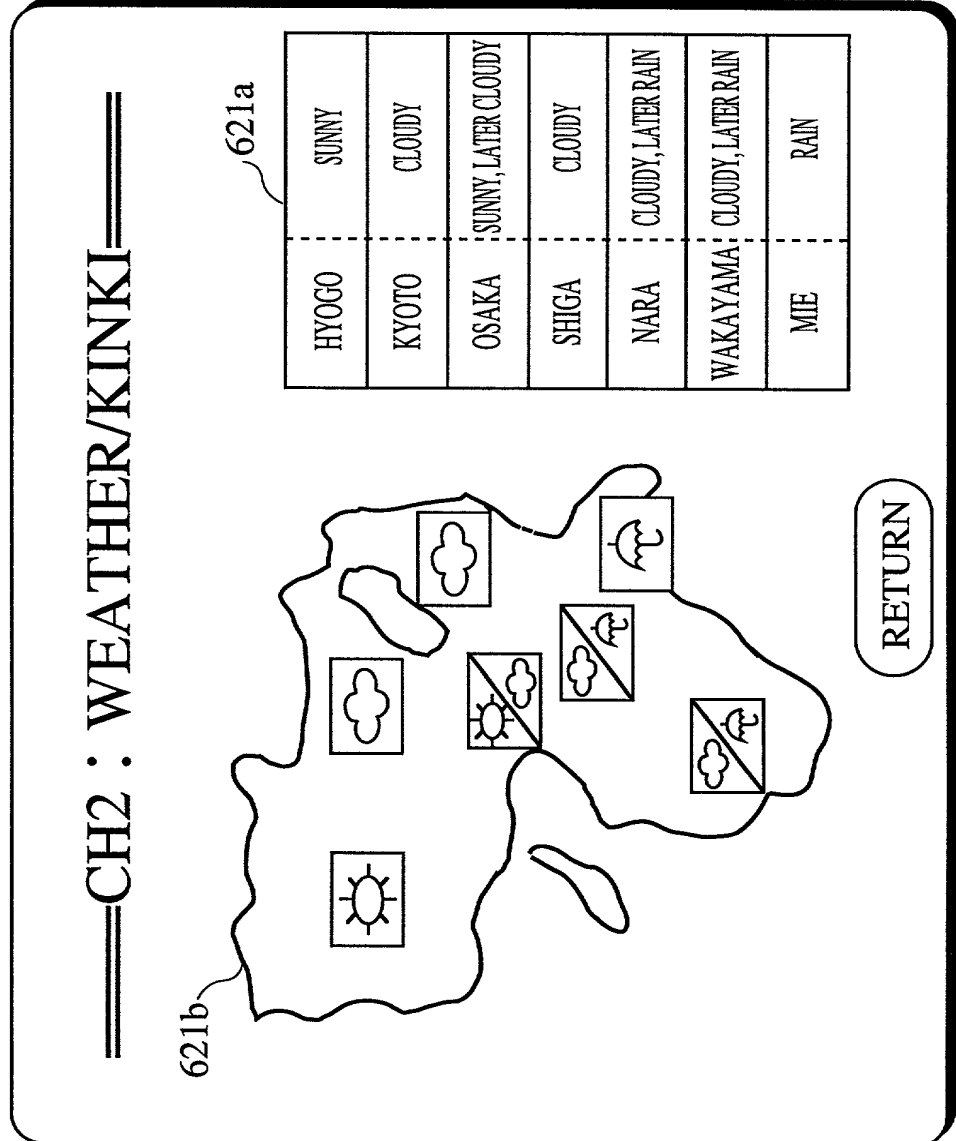 CH2 : WEATHER/KINKI
621b
621a
HYOGO SUNNY
KYOTO CLOUDY
OSAKA SUNNY, LATER CLOUDY
SHIGA CLOUDY
NARA CLOUDY, LATER RAIN
WAKAYAMA CLOUDY, LATER RAIN
MIE RAIN
RETURN